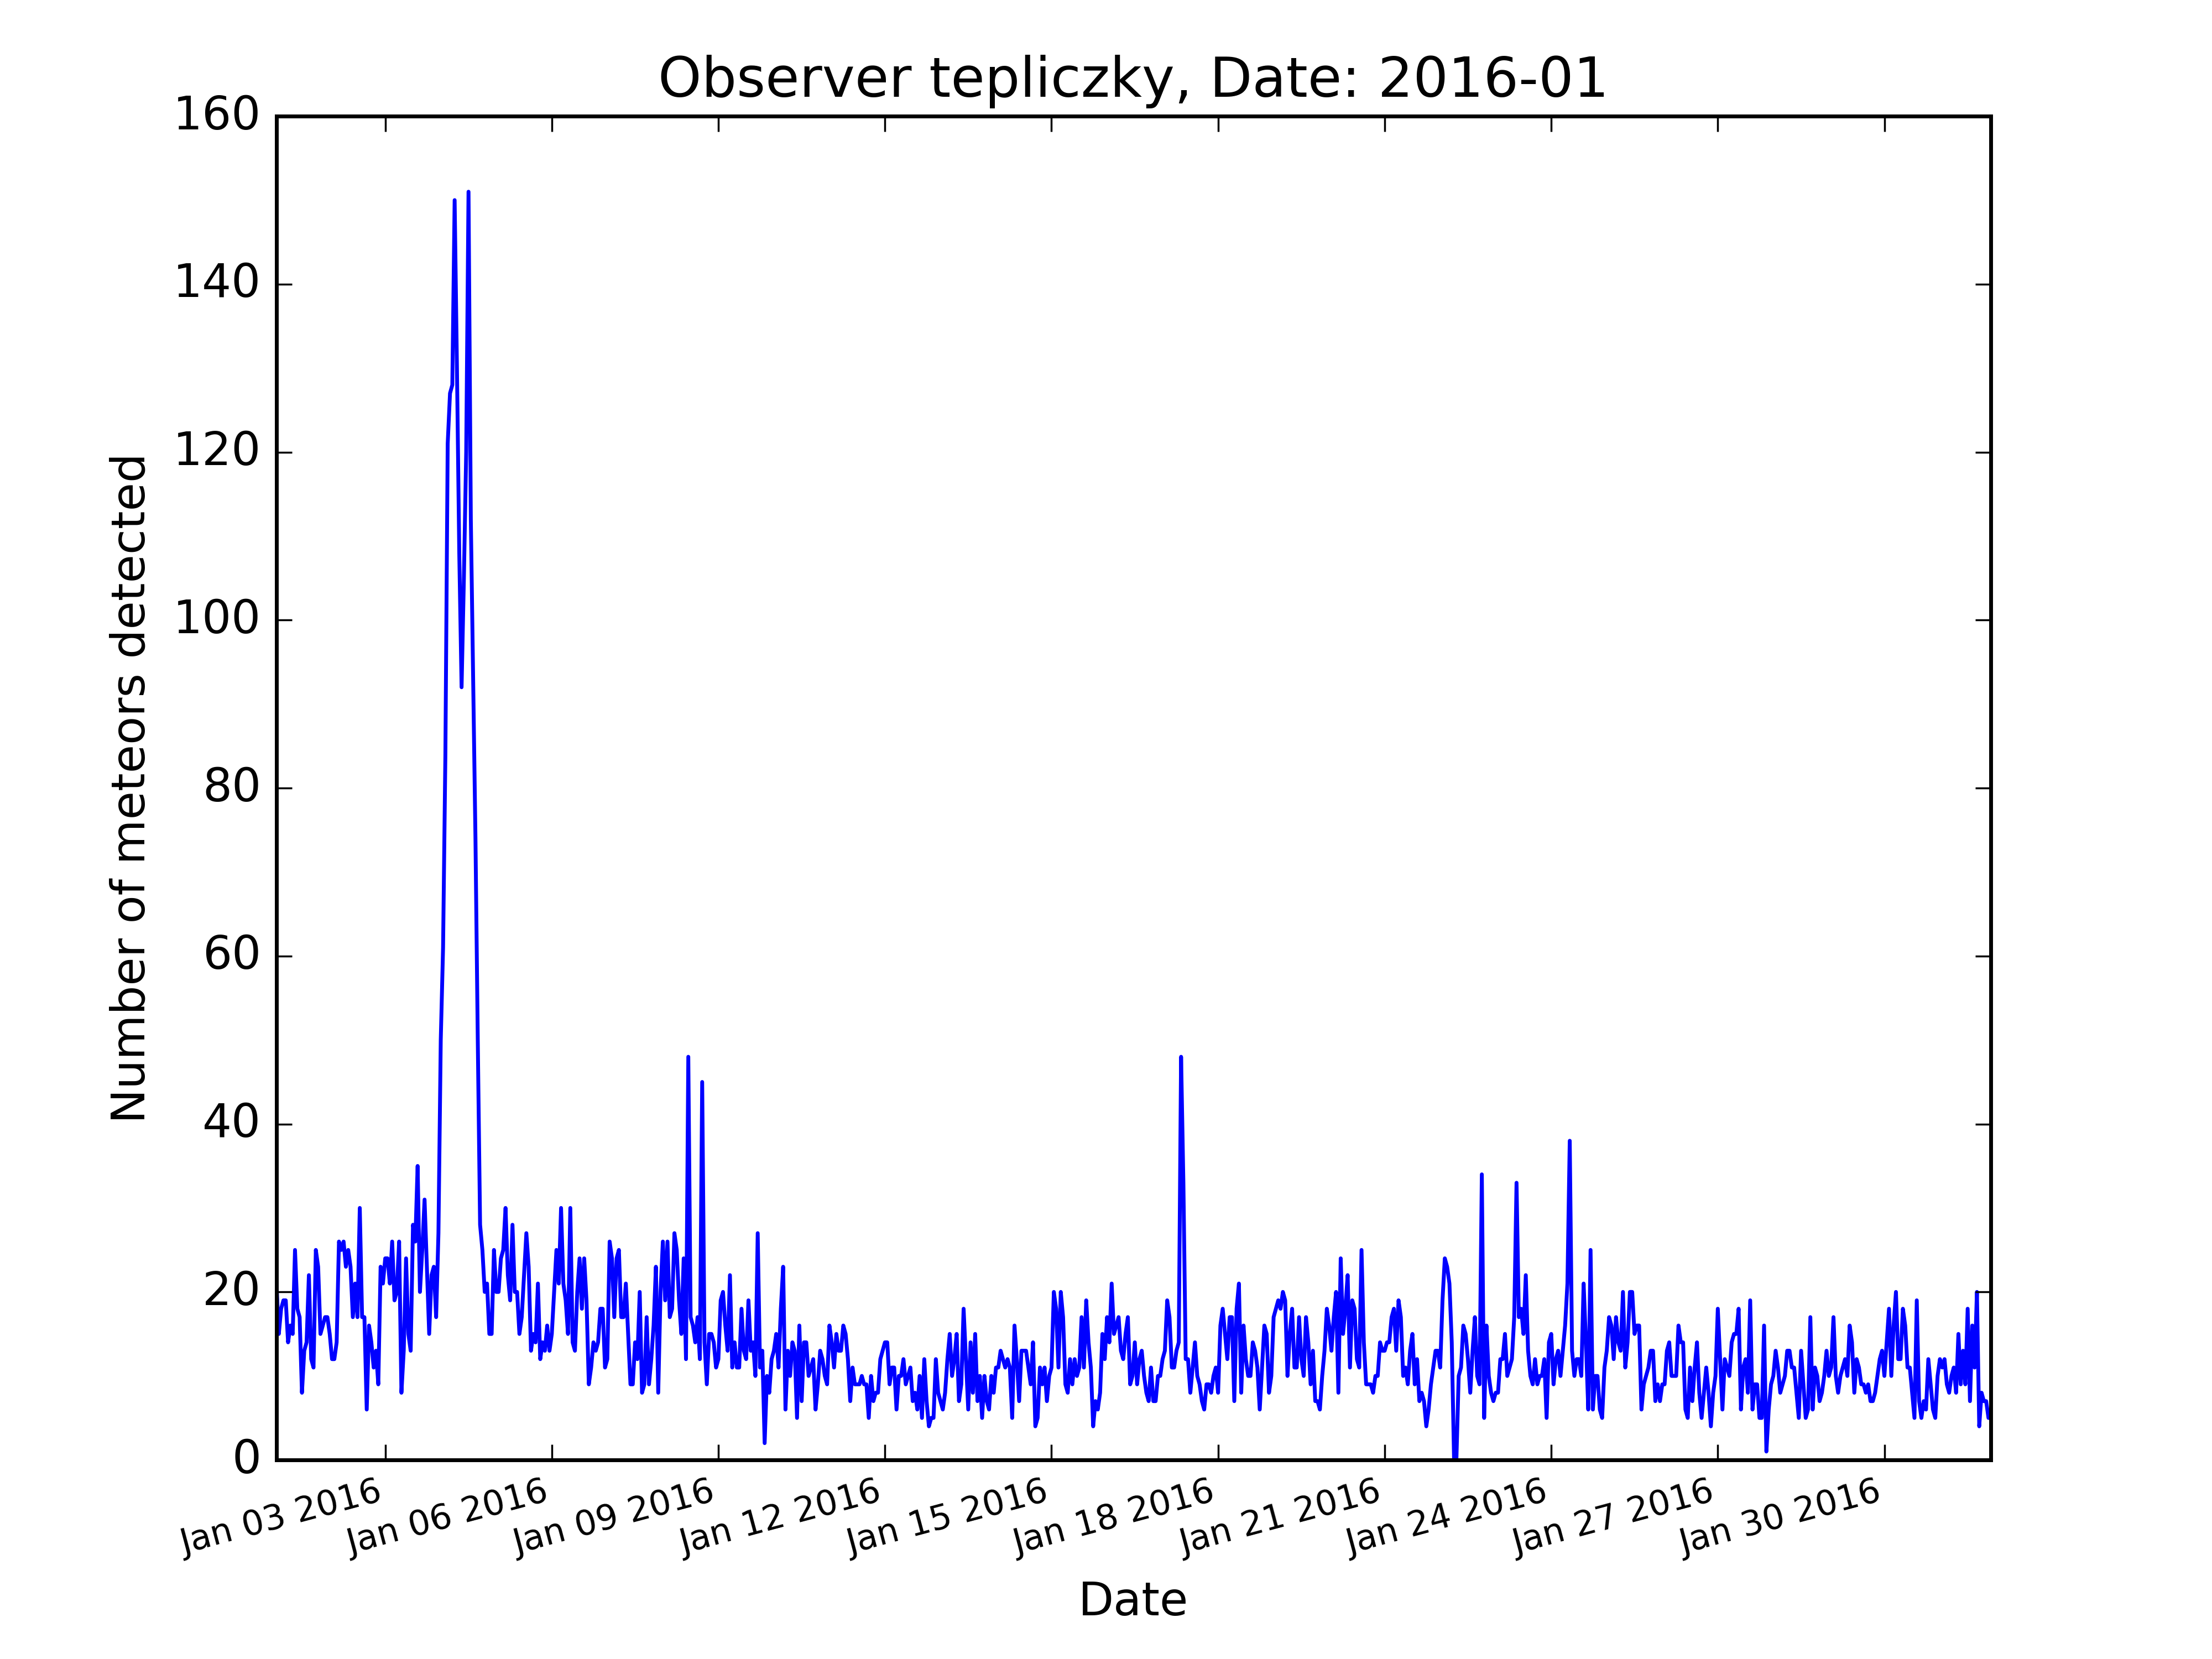 Observer tepliczky, Date: 2016-01
Number of meteors detected
160
140
120
100
80
60
40
20
0
Jan 03 2016
Jan 06 2016
Jan 09 2016
Jan 12 2016
Jan 15 2016
Jan 18 2016
Jan 21 2016
Jan 24 2016
Jan 27 2016
Jan 30 2016
Date